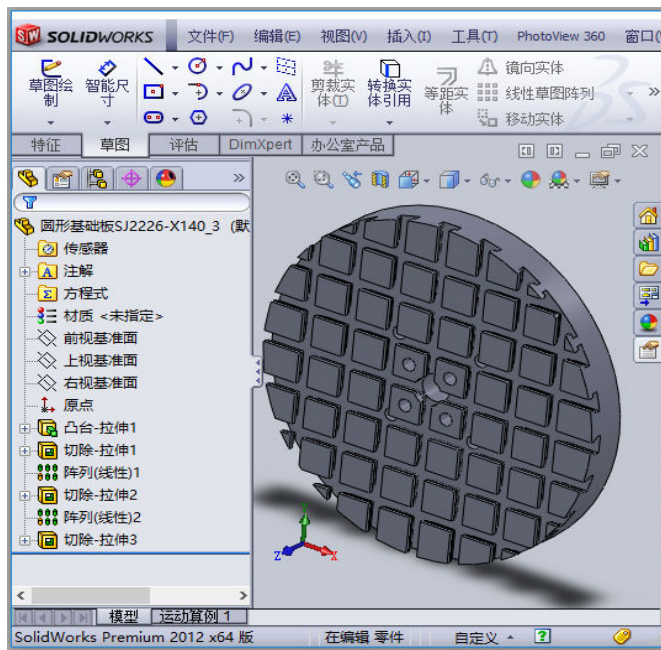 SW SOLIDWORKS 文件(F) 编辑(E) 视图(V) 插入(I) 工具(T) PhotoView 360 窗口(
草图绘制 智能尺寸 剪裁实体(T) 转换实体引用 等距实体 镜向实体
线性草图阵列
移动实体
特征 草图 评估 DimXpert 办公室产品
圆形基础板SJ2226-X140_3 (默
传感器
注解
方程式
材质 <未指定>
前视基准面
上视基准面
右视基准面
原点
凸台-拉伸1
切除-拉伸1
阵列(线性)1
切除-拉伸2
阵列(线性)2
切除-拉伸3
Y
Z X
模型 运动算例 1
SolidWorks Premium 2012 x64 版 在编辑 零件 自定义